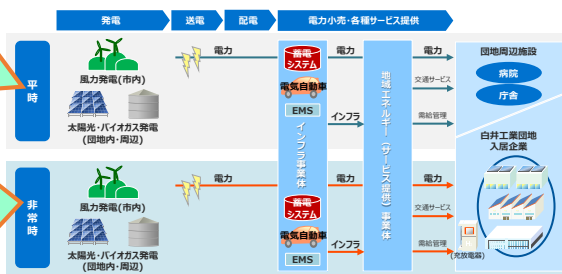 発電
送電
配電
電力小売・各種サービス提供
平時
風力発電(市内)
太陽光・バイオガス発電
(団地内・周辺)
電力
蓄電
システム
電気自動車
EMS
インフラ事業体
電力
インフラ
地域エネルギー(サービス提供)事業体
電力
交通サービス
需給管理
団地周辺施設
病院
庁舎
白井工業団地
入居企業
非常時
風力発電(市内)
太陽光・バイオガス発電
(団地内・周辺)
電力
蓄電
システム
電気自動車
EMS
電力
インフラ
電力
交通サービス
需給管理
(充放電器)